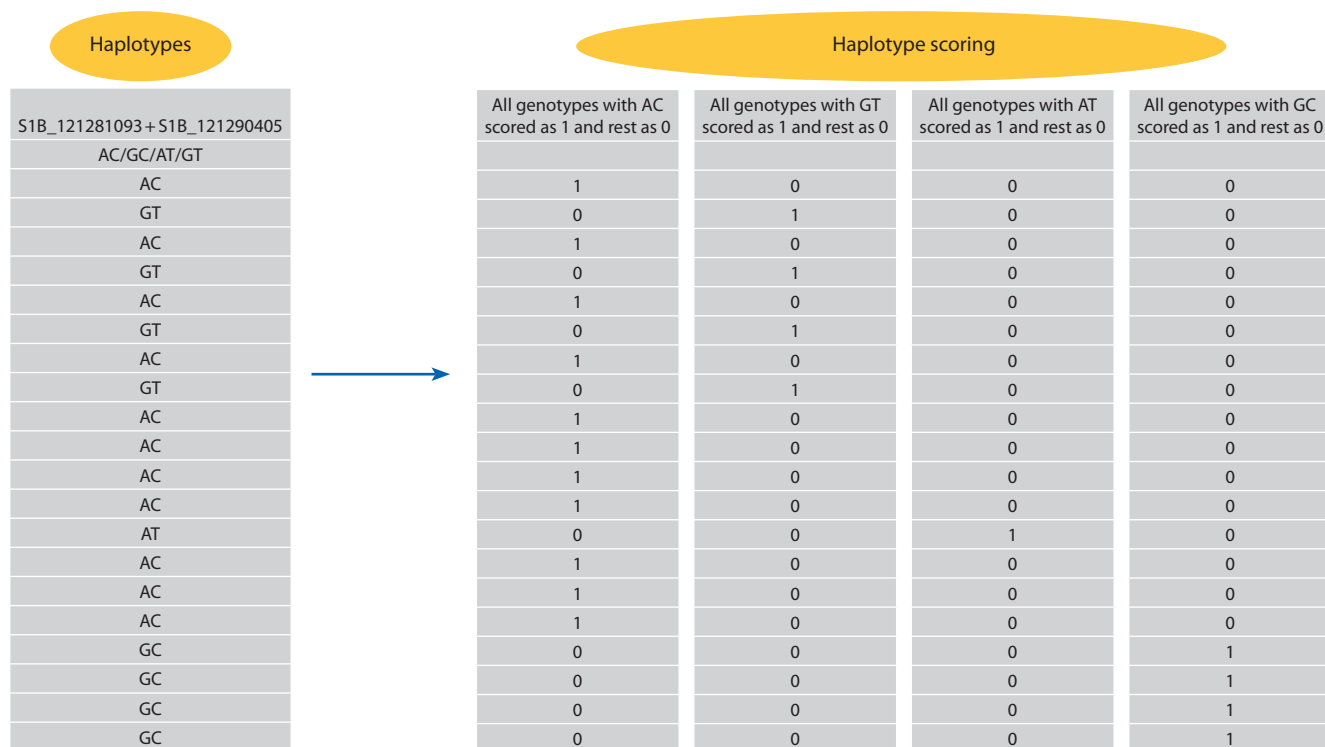 Haplotypes
Haplotype scoring
S1B_121281093+S1B_121290405
All genotypes with AC
scored as 1 and rest as 0
All genotypes with GT
scored as 1 and rest as 0
All genotypes with AT
scored as 1 and rest as 0
All genotypes with GC
scored as 1 and rest as 0
AC/GC/AT/GT
AC 1 0 0 0
GT 0 1 0 0
AC 1 0 0 0
GT 0 1 0 0
AC 1 0 0 0
GT 0 1 0 0
AC 1 0 0 0
GT 0 1 0 0
AC 1 0 0 0
AC 1 0 0 0
AC 1 0 0 0
AC 1 0 0 0
AT 0 0 1 0
AC 1 0 0 0
AC 1 0 0 0
AC 1 0 0 0
GC 0 0 0 1
GC 0 0 0 1
GC 0 0 0 1
GC 0 0 0 1